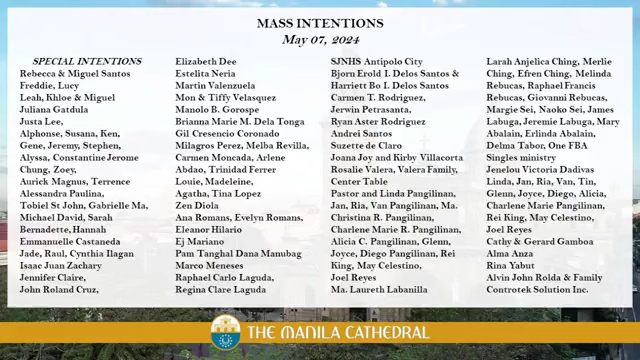 MASS INTENTIONS
May 07, 2024
SPECIAL INTENTIONS
Rebecca & Miguel Santos
Freddie, Lucy
Leah, Khloe & Miguel
Juliana Gatdula
Justa Lee,
Alphonse, Susana, Ken,
Gene, Jeremy, Stephen,
Alyssa, Constantine Jerome
Chung, Zoey,
Aurick Magnus, Terrence
Alessandra Paulina,
Tobiel St John, Gabrielle Ma,
Michael David, Sarah
Bernadette, Hannah
Emmanuelle Castaneda
Jade, Raul, Cynthia Ilagan
Isaac Juan Zachary
Jennifer Claire,
John Roland Cruz,
Elizabeth Dee
Estelita Neria
Martin Valenzuela
Mon & Tiffy Velasquez
Manolo B. Gorospe
Brianna Marie M. Dela Tonga
Gil Cresencio Coronado
Milagros Perez, Melba Revilla,
Carmen Moncada, Arlene
Abdao, Trinidad Ferrer
Louie, Madeleine,
Agatha, Tina Lopez
Zen Diola
Ana Romans, Evelyn Romans,
Eleanor Hilario
Ej Mariano
Pam Tanghal Dana Manubag
Marco Meneses
Raphael Carlo Laguda,
Regina Clare Laguda
SJNHS Antipolo City
Bjorn Erold I. Delos Santos &
Harriett Bo I. Delos Santos
Carmen T. Rodriguez,
Jerwin Petrasanta,
Ryan Aster Rodriguez
Andrei Santos
Suzette de Claro
Joana Joy and Kirby Villacorta
Rosalie Valera, Valera Family,
Center Table
Pastor and Linda Pangilinan,
Jan, Ria, Van Pangilinan, Ma.
Christina R. Pangilinan,
Charlene Marie R. Pangilinan,
Alicia C. Pangilinan, Glenn,
Joyce, Diego Pangilinan, Rei
King, May Celestino,
Joel Reyes
Ma. Laureth Labanilla
Larah Anjelica Ching, Merlie
Ching, Efren Ching, Melinda
Rebucas, Raphael Francis
Rebucas, Giovanni Rebucas,
Margie Sei, Naoko Sei, James
Labuga, Jeremie Labuga, Mary
Abalain, Erlinda Abalain,
Delma Tabor, One FBA
Singles ministry
Jenelou Victoria Dadivas
Linda, Jan, Ria, Van, Tin,
Glenn, Joyce, Diego, Alicia,
Charlene Marie Pangilinan,
Rei King, May Celestino,
Joel Reyes
Cathy & Gerard Gamboa
Alma Anza
Rina Yabut
Alvin John Rolda & Family
Controtek Solution Inc.
THE MANILA CATHEDRAL